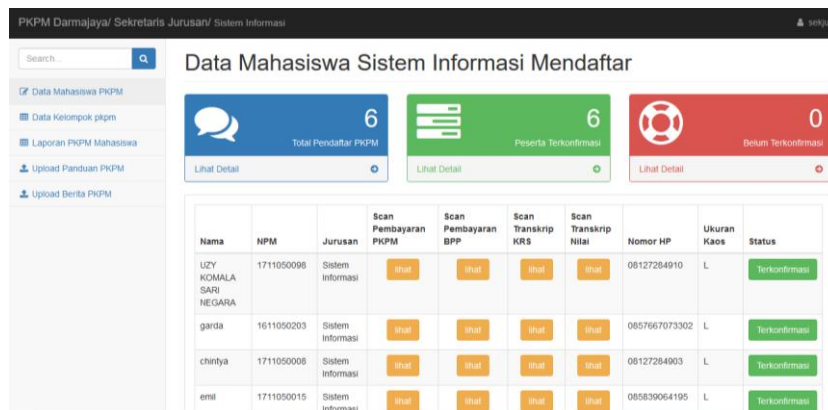 PKPM Darmajaya/ Sekretaris Jurusan/ Sistem Informasi
sekju
Search...
Data Mahasiswa PKPM
Data Kelompok pkpm
Laporan PKPM Mahasiswa
Upload Panduan PKPM
Upload Berita PKPM
Data Mahasiswa Sistem Informasi Mendaftar
6
Total Pendaftar PKPM
Lihat Detail
6
Peserta Terkonfirmasi
Lihat Detail
0
Belum Terkonfirmasi
Lihat Detail
Nama NPM Jurusan Scan Pembayaran PKPM Scan Pembayaran BPP Scan Transkrip KRS Scan Transkrip Nilai Nomor HP Ukuran Kaos Status
UZY KOMALA SARI NEGARA 1711050098 Sistem Informasi lihat lihat lihat lihat 08127284910 L Terkonfirmasi
garda 1611050203 Sistem Informasi lihat lihat lihat lihat 0857667073302 L Terkonfirmasi
chintya 1711050008 Sistem Informasi lihat lihat lihat lihat 08127284903 L Terkonfirmasi
emil 1711050015 Sistem Informasi lihat lihat lihat lihat 085839064195 L Terkonfirmasi